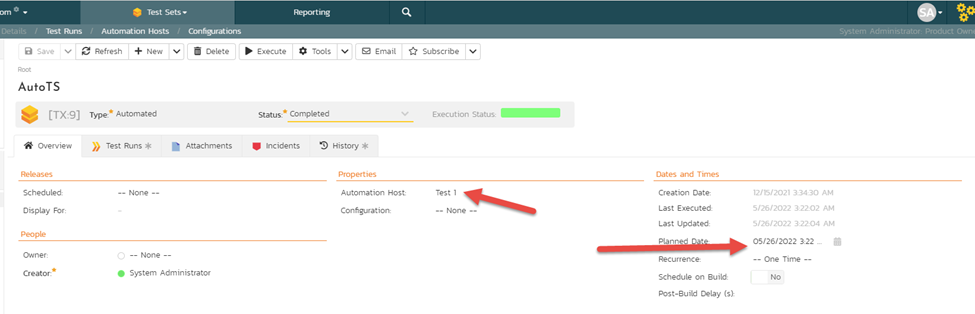 om
Test Sets
Reporting
SA
Details / Test Runs / Automation Hosts / Configurations
System Administrator: Product Owne
Save Refresh + New Delete Execute Tools Email Subscribe
Root
AutoTS
[TX:9] Type:* Automated Status:* Completed Execution Status:
Overview Test Runs Attachments Incidents History
Releases Properties Dates and Times
Scheduled: -- None -- Automation Host: Test 1 Creation Date: 12/15/2021 3:34:30 AM
Display For: - Configuration: -- None -- Last Executed: 5/26/2022 3:22:02 AM
Last Updated: 5/26/2022 3:22:04 AM
People Planned Date: 05/26/2022 3:22 ...
Owner: -- None -- Recurrence: -- One Time --
Creator:* System Administrator Schedule on Build: No
Post-Build Delay (s):